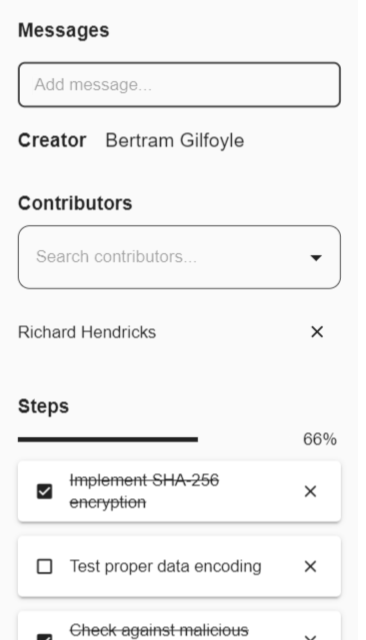 Messages
Add message...
Creator Bertram Gilfoyle
Contributors
Search contributors...
Richard Hendricks
Steps
66%
Implement SHA-256
encryption
Test proper data encoding
Check against malicious